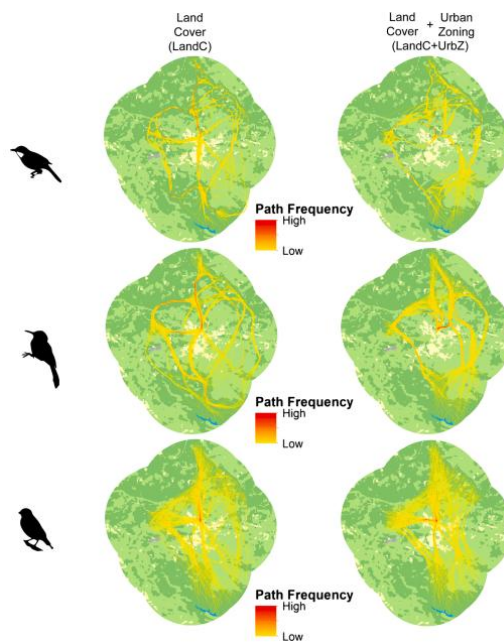 Land
Cover
(LandC)
Land Urban
Cover + Zoning
(LandC+UrbZ)
Path Frequency
High
Low
Path Frequency
High
Low
Path Frequency
High
Low